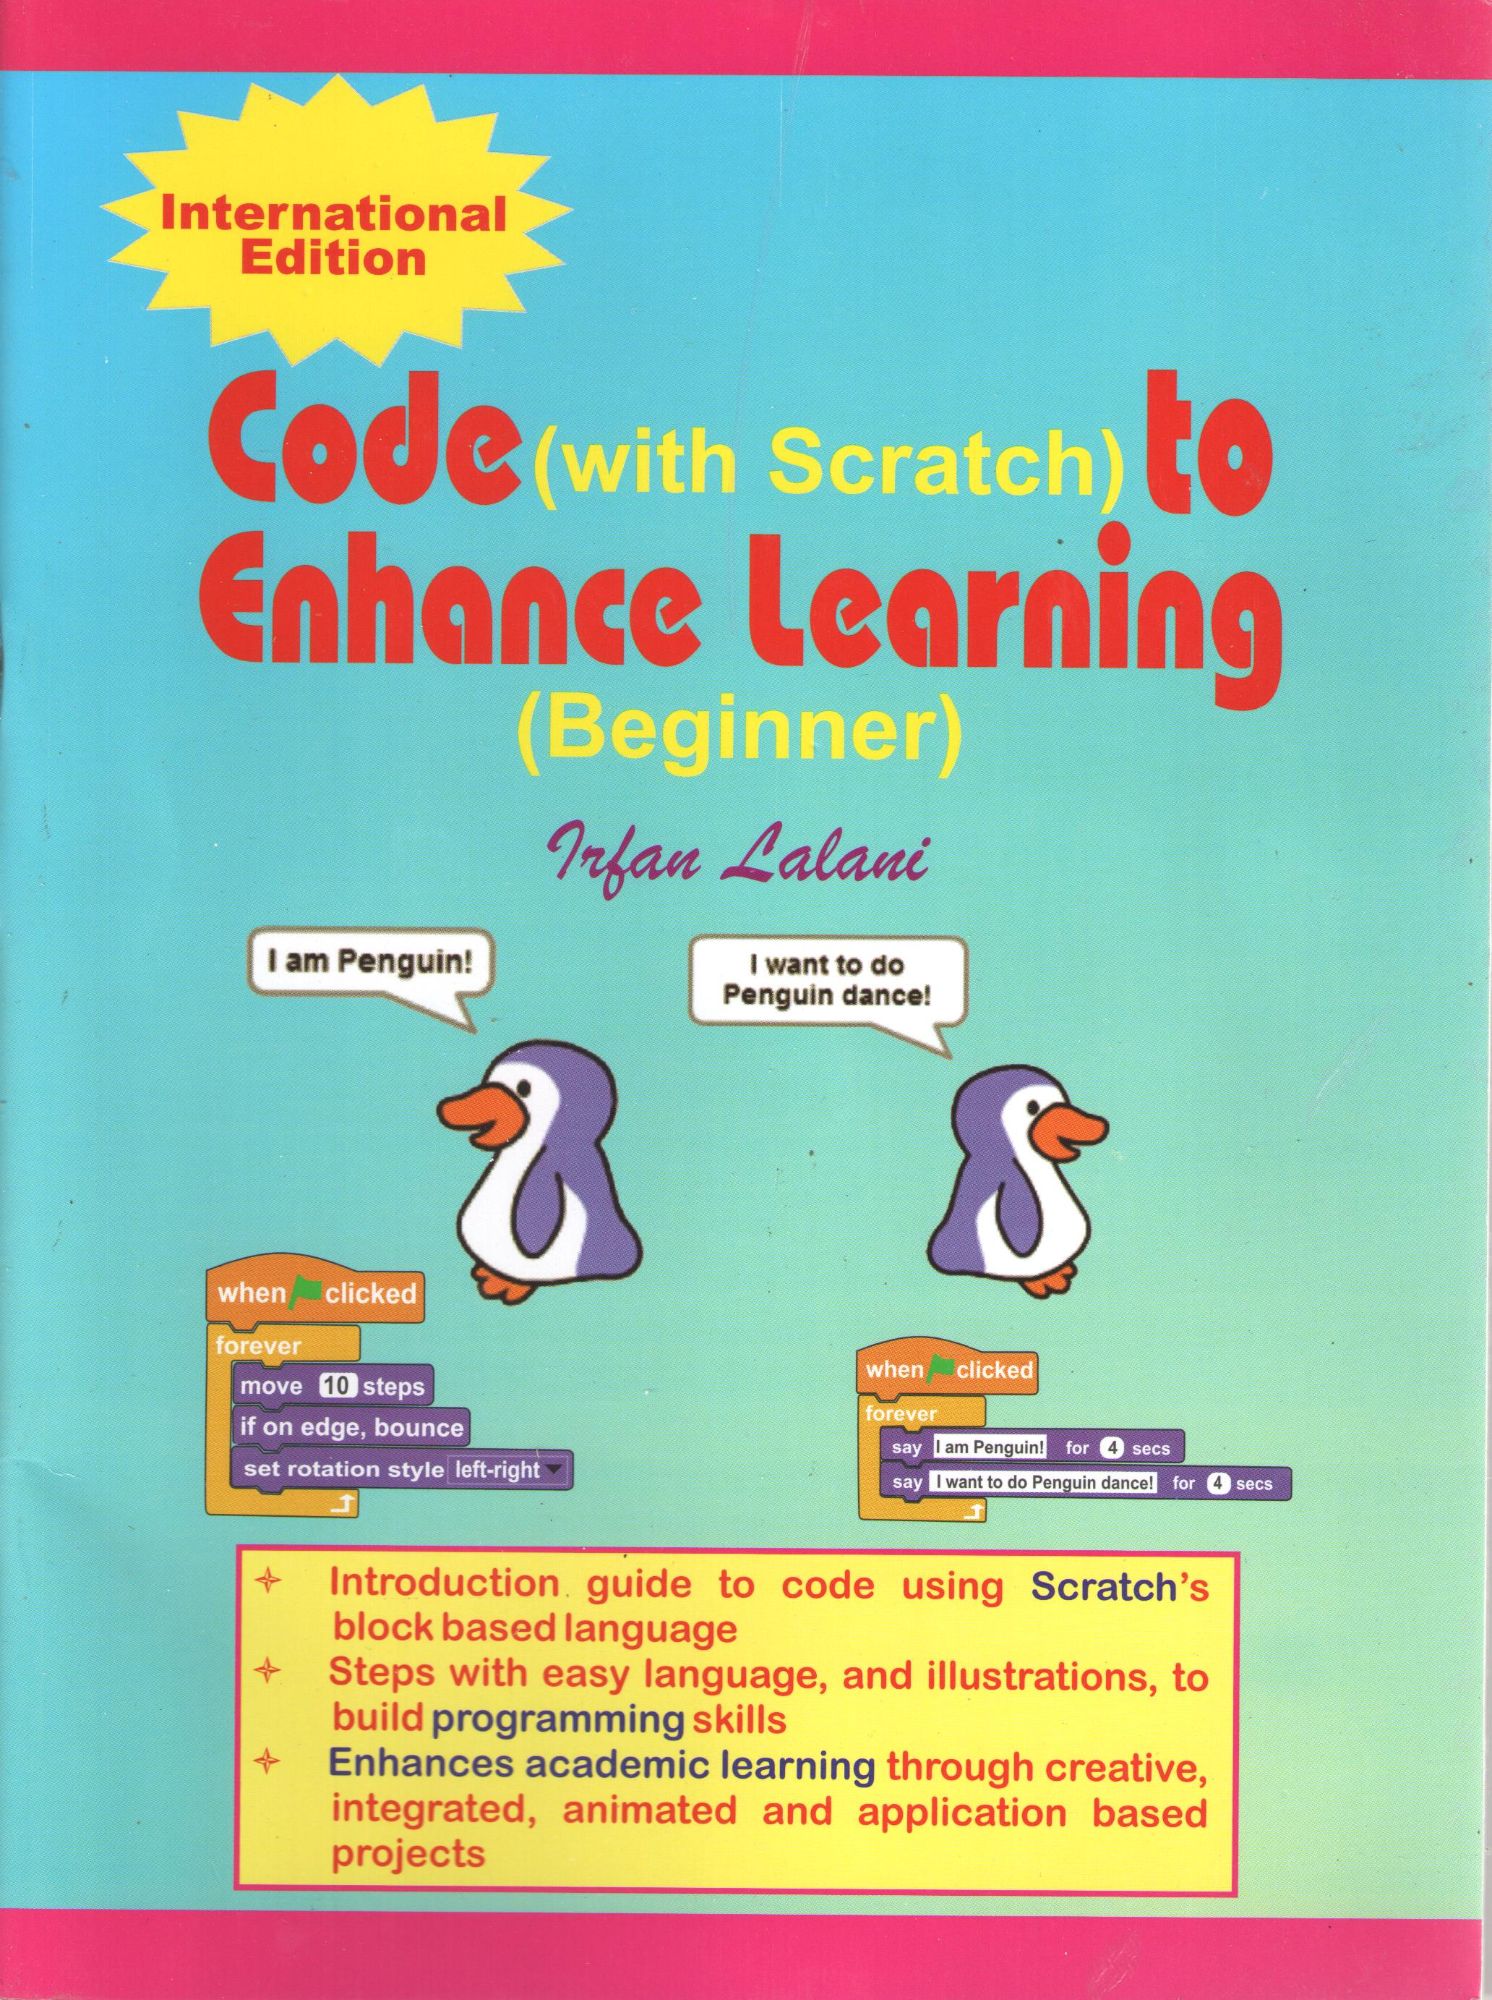 International
Edition
Code (with Scratch) to
Enhance Learning
(Beginner)
Irfan Lalani
I am Penguin!
I want to do
Penguin dance!
when clicked
forever
move 10 steps
if on edge, bounce
set rotation style left-right
when clicked
forever
say I am Penguin! for 4 secs
say I want to do Penguin dance! for 4 secs
Introduction guide to code using Scratch's
block based language
Steps with easy language, and illustrations, to
build programming skills
Enhances academic learning through creative,
integrated, animated and application based
projects